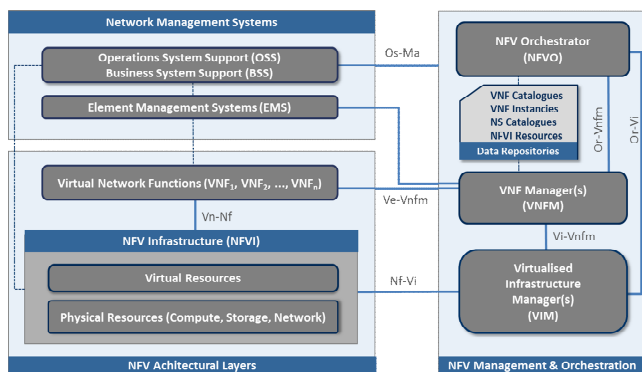 Network Management Systems
Operations System Support (OSS)
Business System Support (BSS)
Element Management Systems (EMS)
Os-Ma
NFV Orchestrator
(NFVO)
VNF Catalogues
VNF Instancies
NS Catalogues
NFVI Resources
Data Repositories
Or-Vnfm
Or-Vi
Virtual Network Functions (VNF1, VNF2, ..., VNFn)
Ve-Vnfm
VNF Manager(s)
(VNFM)
Vn-Nf
Vi-Vnfm
NFV Infrastructure (NFVI)
Virtual Resources
Physical Resources (Compute, Storage, Network)
Nf-Vi
Virtualised
Infrastructure
Manager(s)
(VIM)
NFV Achitectural Layers
NFV Management & Orchestration